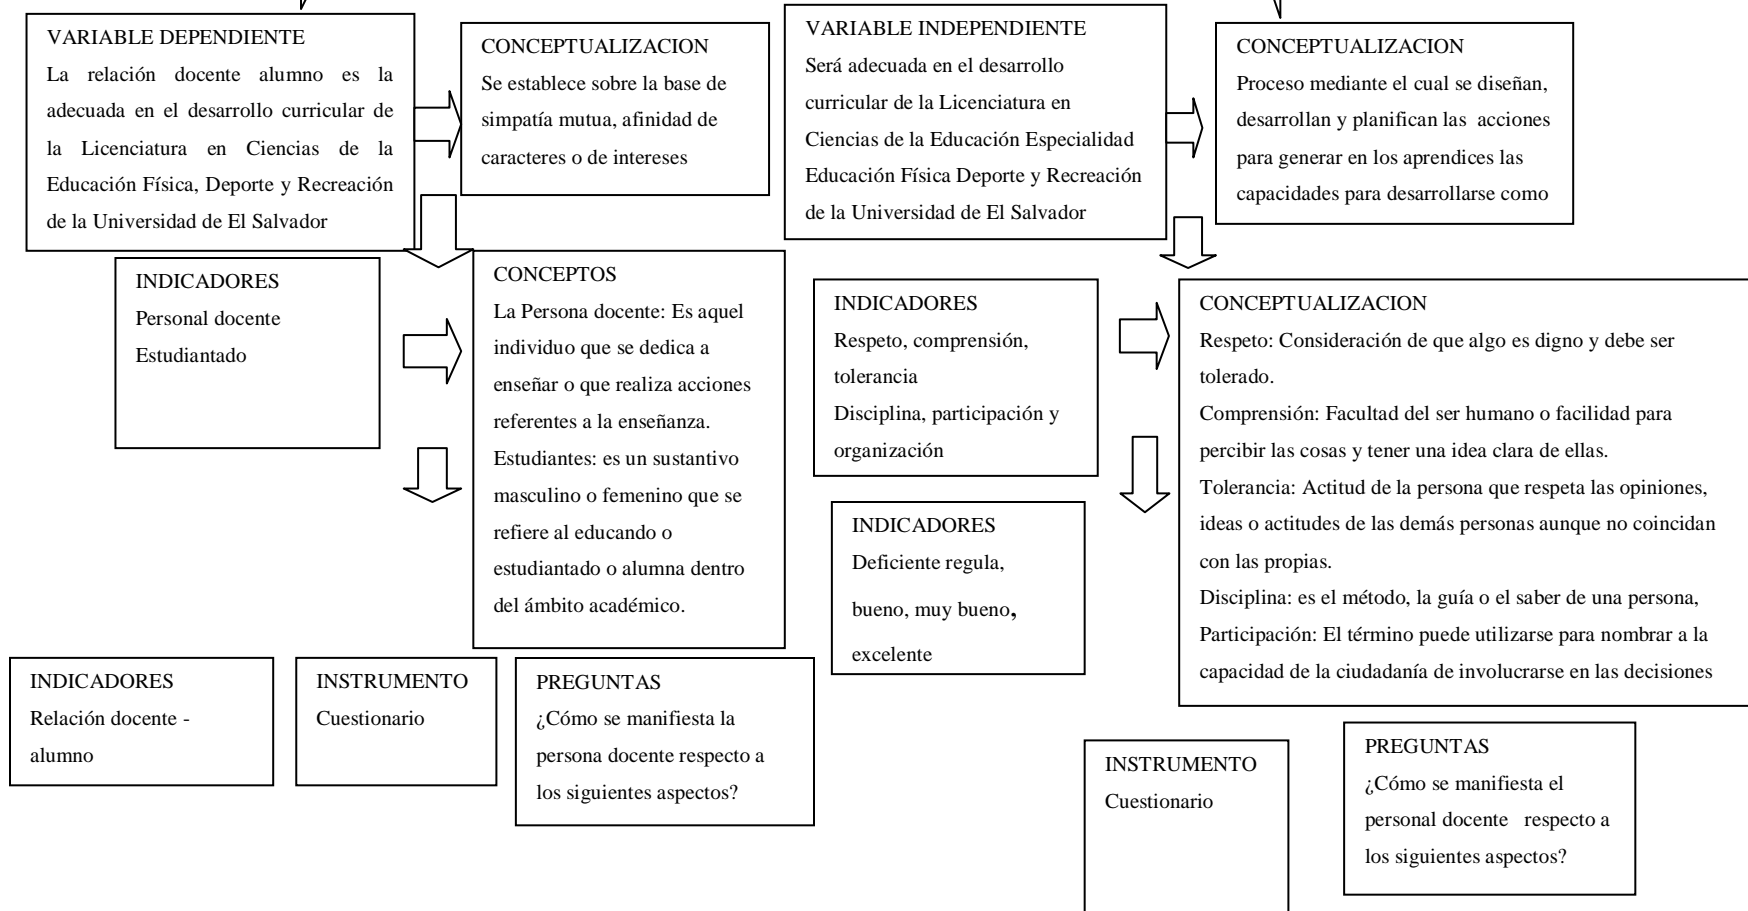 VARIABLE DEPENDIENTE
La relación docente alumno es la
adecuada en el desarrollo curricular de
la Licenciatura en Ciencias de la
Educación Física, Deporte y Recreación
de la Universidad de El Salvador
CONCEPTUALIZACION
Se establece sobre la base de
simpatía mutua, afinidad de
caracteres o de intereses
VARIABLE INDEPENDIENTE
Será adecuada en el desarrollo
curricular de la Licenciatura en
Ciencias de la Educación Especialidad
Educación Física Deporte y Recreación
de la Universidad de El Salvador
CONCEPTUALIZACION
Proceso mediante el cual se diseñan,
desarrollan y planifican las acciones
para generar en los aprendices las
capacidades para desarrollarse como
INDICADORES
Personal docente
Estudiantado
CONCEPTOS
La Persona docente: Es aquel
individuo que se dedica a
enseñar o que realiza acciones
referentes a la enseñanza.
Estudiantes: es un sustantivo
masculino o femenino que se
refiere al educando o
estudiantado o alumna dentro
del ámbito académico.
INDICADORES
Respeto, comprensión,
tolerancia
Disciplina, participación y
organización
CONCEPTUALIZACION
Respeto: Consideración de que algo es digno y debe ser
tolerado.
Comprensión: Facultad del ser humano o facilidad para
percibir las cosas y tener una idea clara de ellas.
Tolerancia: Actitud de la persona que respeta las opiniones,
ideas o actitudes de las demás personas aunque no coincidan
con las propias.
Disciplina: es el método, la guía o el saber de una persona,
Participación: El término puede utilizarse para nombrar a la
capacidad de la ciudadanía de involucrarse en las decisiones
INDICADORES
Deficiente regula,
bueno, muy bueno,
excelente
INDICADORES
Relación docente -
alumno
INSTRUMENTO
Cuestionario
PREGUNTAS
¿Cómo se manifiesta la
persona docente respecto a
los siguientes aspectos?
INSTRUMENTO
Cuestionario
PREGUNTAS
¿Cómo se manifiesta el
personal docente respecto a
los siguientes aspectos?